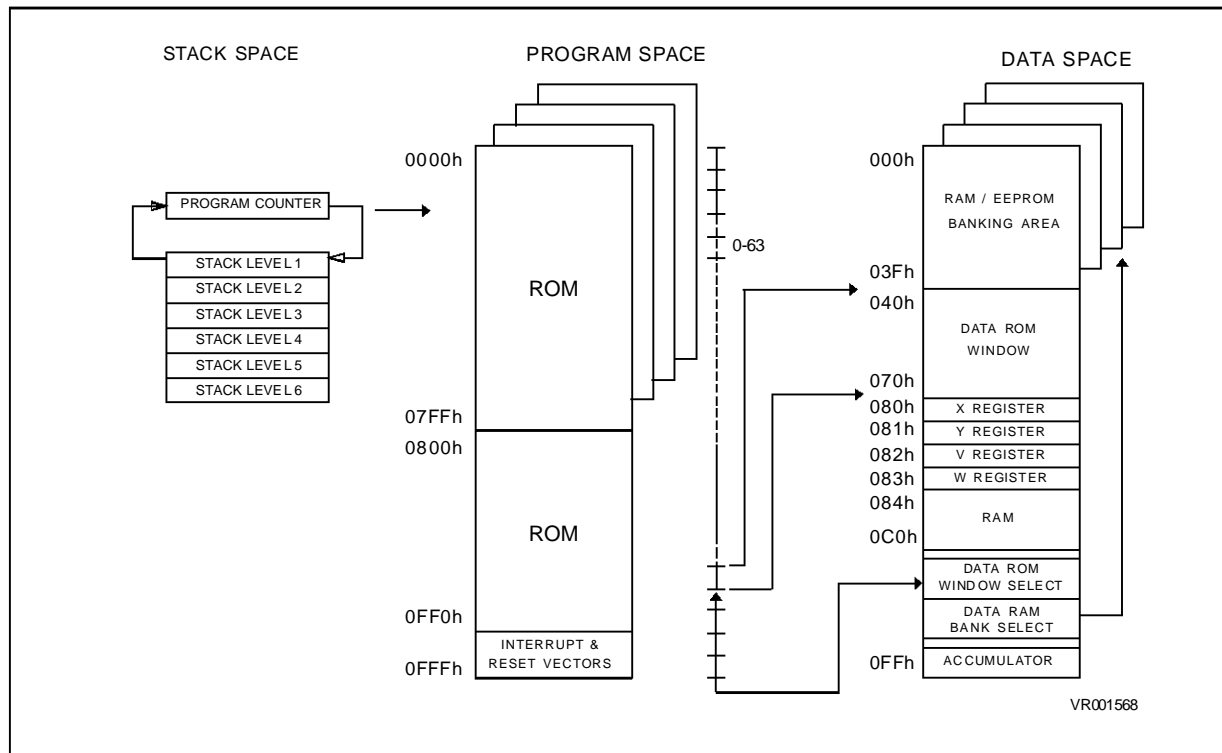 STACK SPACE
PROGRAM SPACE
DATA SPACE
PROGRAM COUNTER
STACK LEVEL 1
STACK LEVEL 2
STACK LEVEL 3
STACK LEVEL 4
STACK LEVEL 5
STACK LEVEL 6
0000h
ROM
07FFh
0800h
ROM
0FF0h
INTERRUPT &
RESET VECTORS
0FFFh
0-63
000h
RAM / EEPROM
BANKING AREA
03Fh
040h
DATA ROM
WINDOW
070h
080h
X REGISTER
081h
Y REGISTER
082h
V REGISTER
083h
W REGISTER
084h
RAM
0C0h
DATA ROM
WINDOW SELECT
DATA RAM
BANK SELECT
0FFh
ACCUMULATOR
VR001568